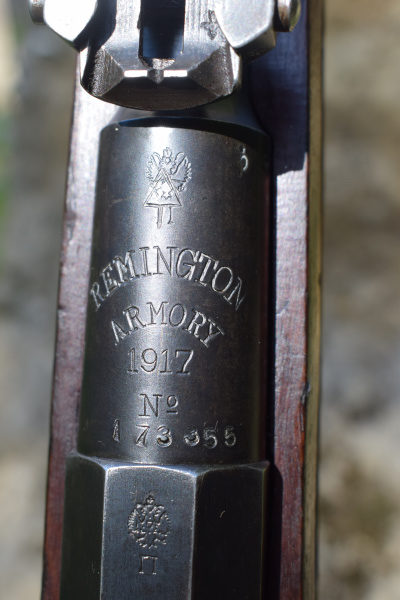 П
REMINGTON
ARMORY
1917
No
173355
П